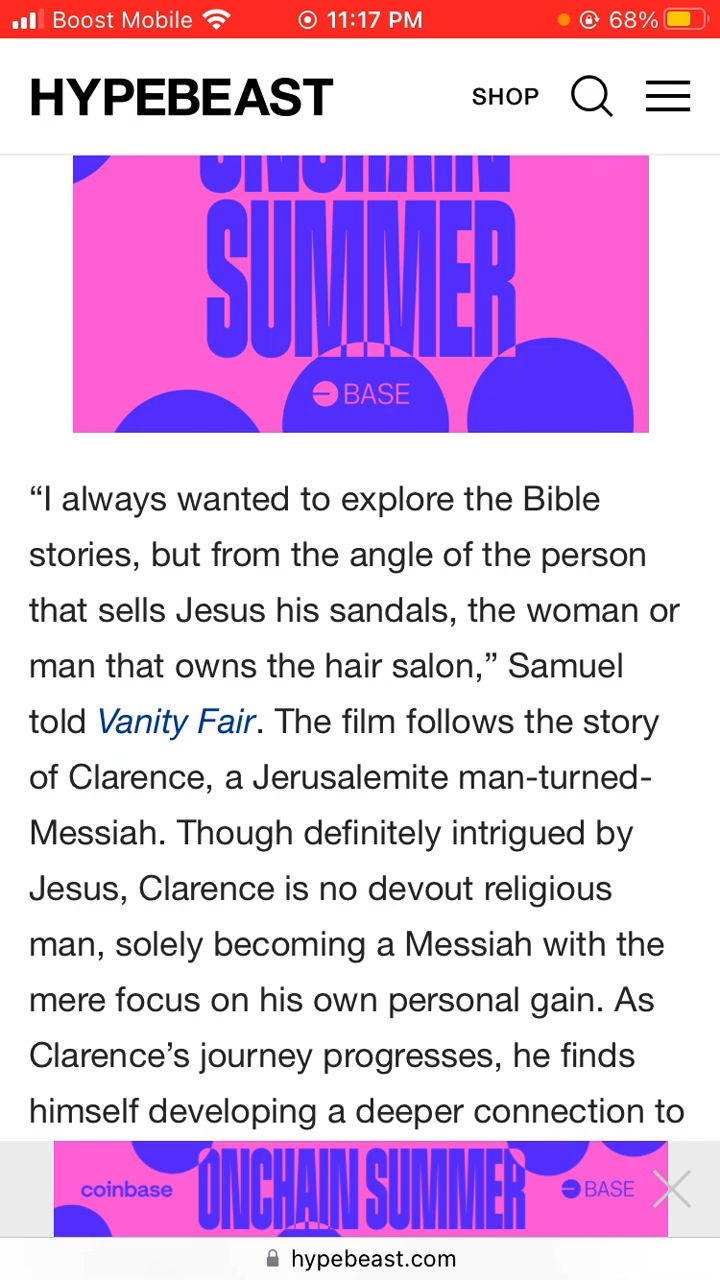 Boost Mobile 11:17 PM 68%
HYPEBEAST SHOP
ONCHAIN
SUMMER
BASE
“I always wanted to explore the Bible
stories, but from the angle of the person
that sells Jesus his sandals, the woman or
man that owns the hair salon,” Samuel
told Vanity Fair. The film follows the story
of Clarence, a Jerusalemite man-turned-
Messiah. Though definitely intrigued by
Jesus, Clarence is no devout religious
man, solely becoming a Messiah with the
mere focus on his own personal gain. As
Clarence’s journey progresses, he finds
himself developing a deeper connection to
coinbase ONCHAIN SUMMER BASE
hypebeast.com